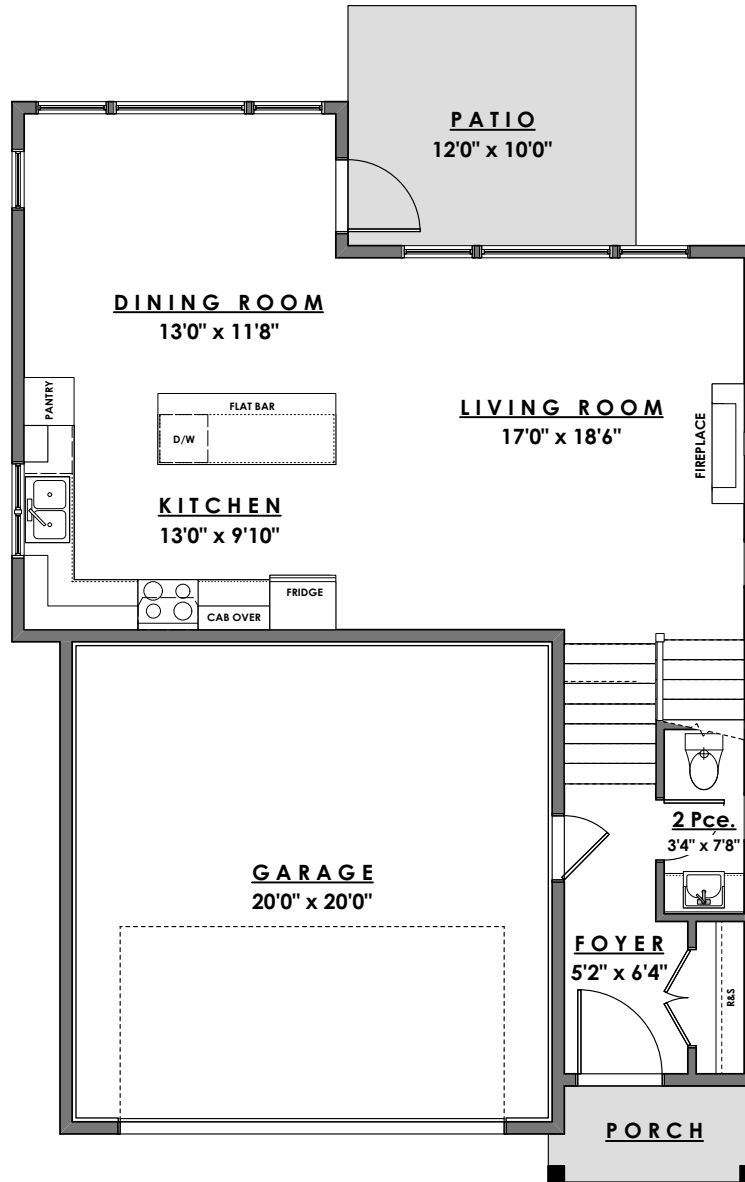 PATIO
12'0" x 10'0"
DINING ROOM
13'0" x 11'8"
PANTRY
FLAT BAR
D/W
LIVING ROOM
17'0" x 18'6"
FIREPLACE
KITCHEN
13'0" x 9'10"
FRIDGE
CAB OVER
2 Pce.
3'4" x 7'8"
GARAGE
20'0" x 20'0"
FOYER
5'2" x 6'4"
R&S
PORCH